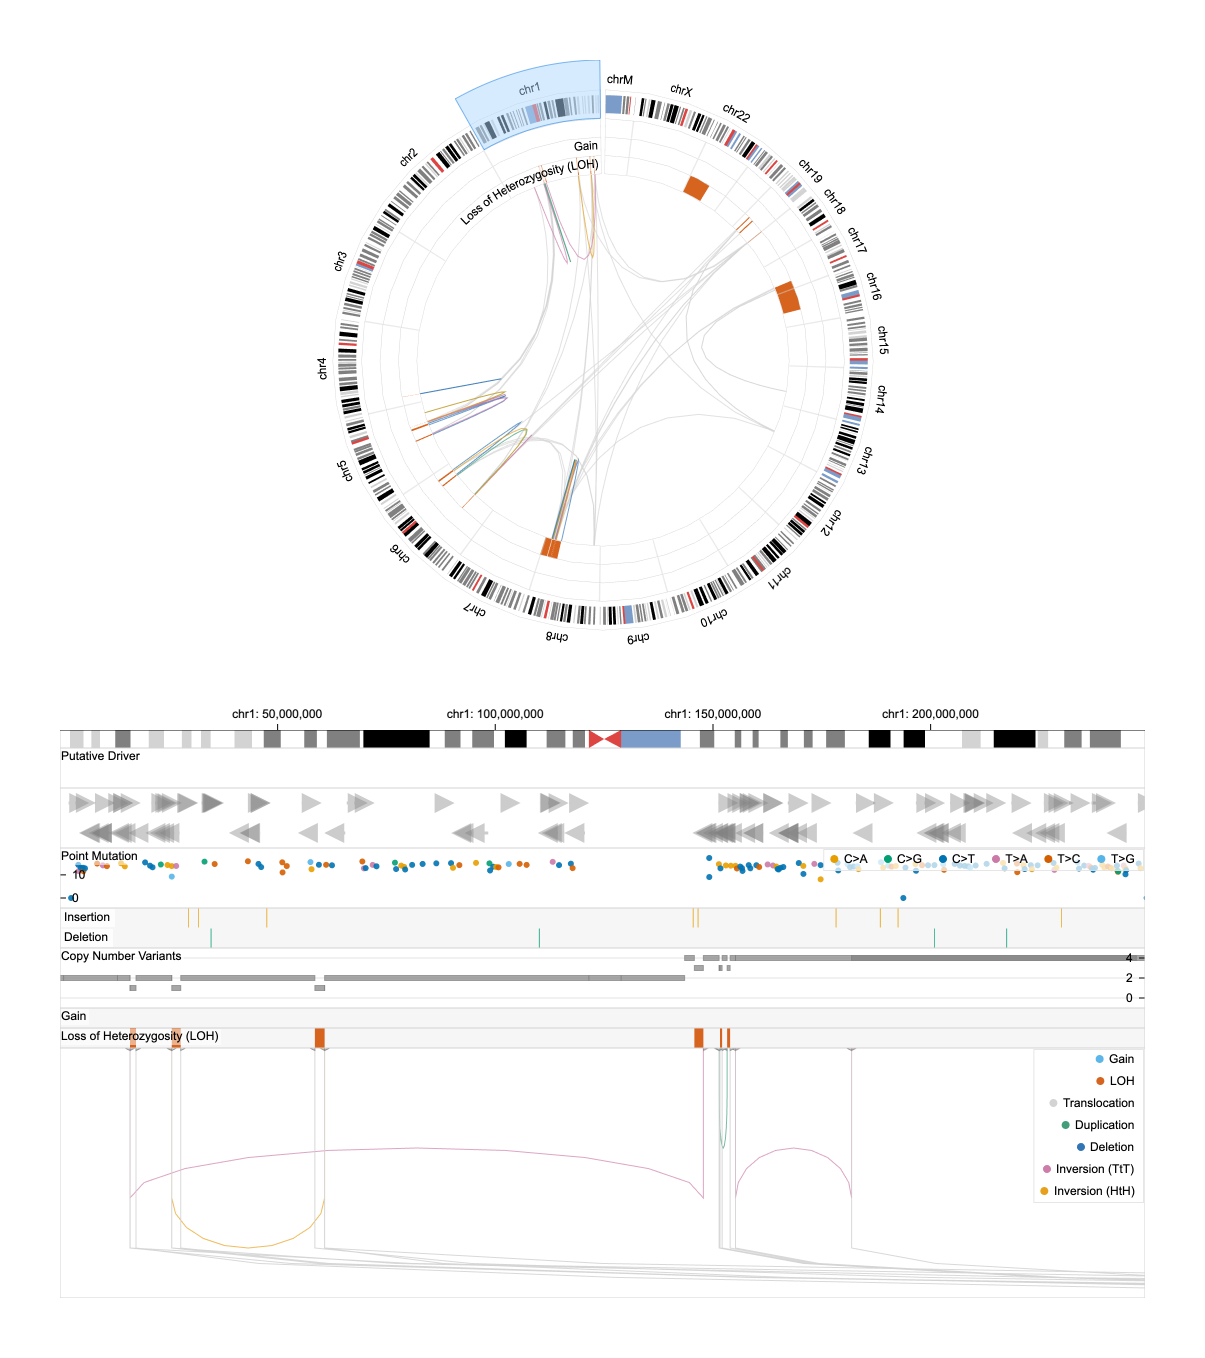 chrM
chr1
chrX
chr22
chr2
Gain
chr19
Loss of Heterozygosity (LOH)
chr18
chr17
chr3
chr16
chr15
chr4
chr14
chr5
chr13
chr12
chr6
chr11
chr7
chr10
chr8
chr9
chr1: 50,000,000
chr1: 100,000,000
chr1: 150,000,000
chr1: 200,000,000
Putative Driver
Point Mutation
C>A
C>G
C>T
T>A
T>C
T>G
10
0
Insertion
Deletion
Copy Number Variants
4
2
0
Gain
Loss of Heterozygosity (LOH)
Gain
LOH
Translocation
Duplication
Deletion
Inversion (TtT)
Inversion (HtH)